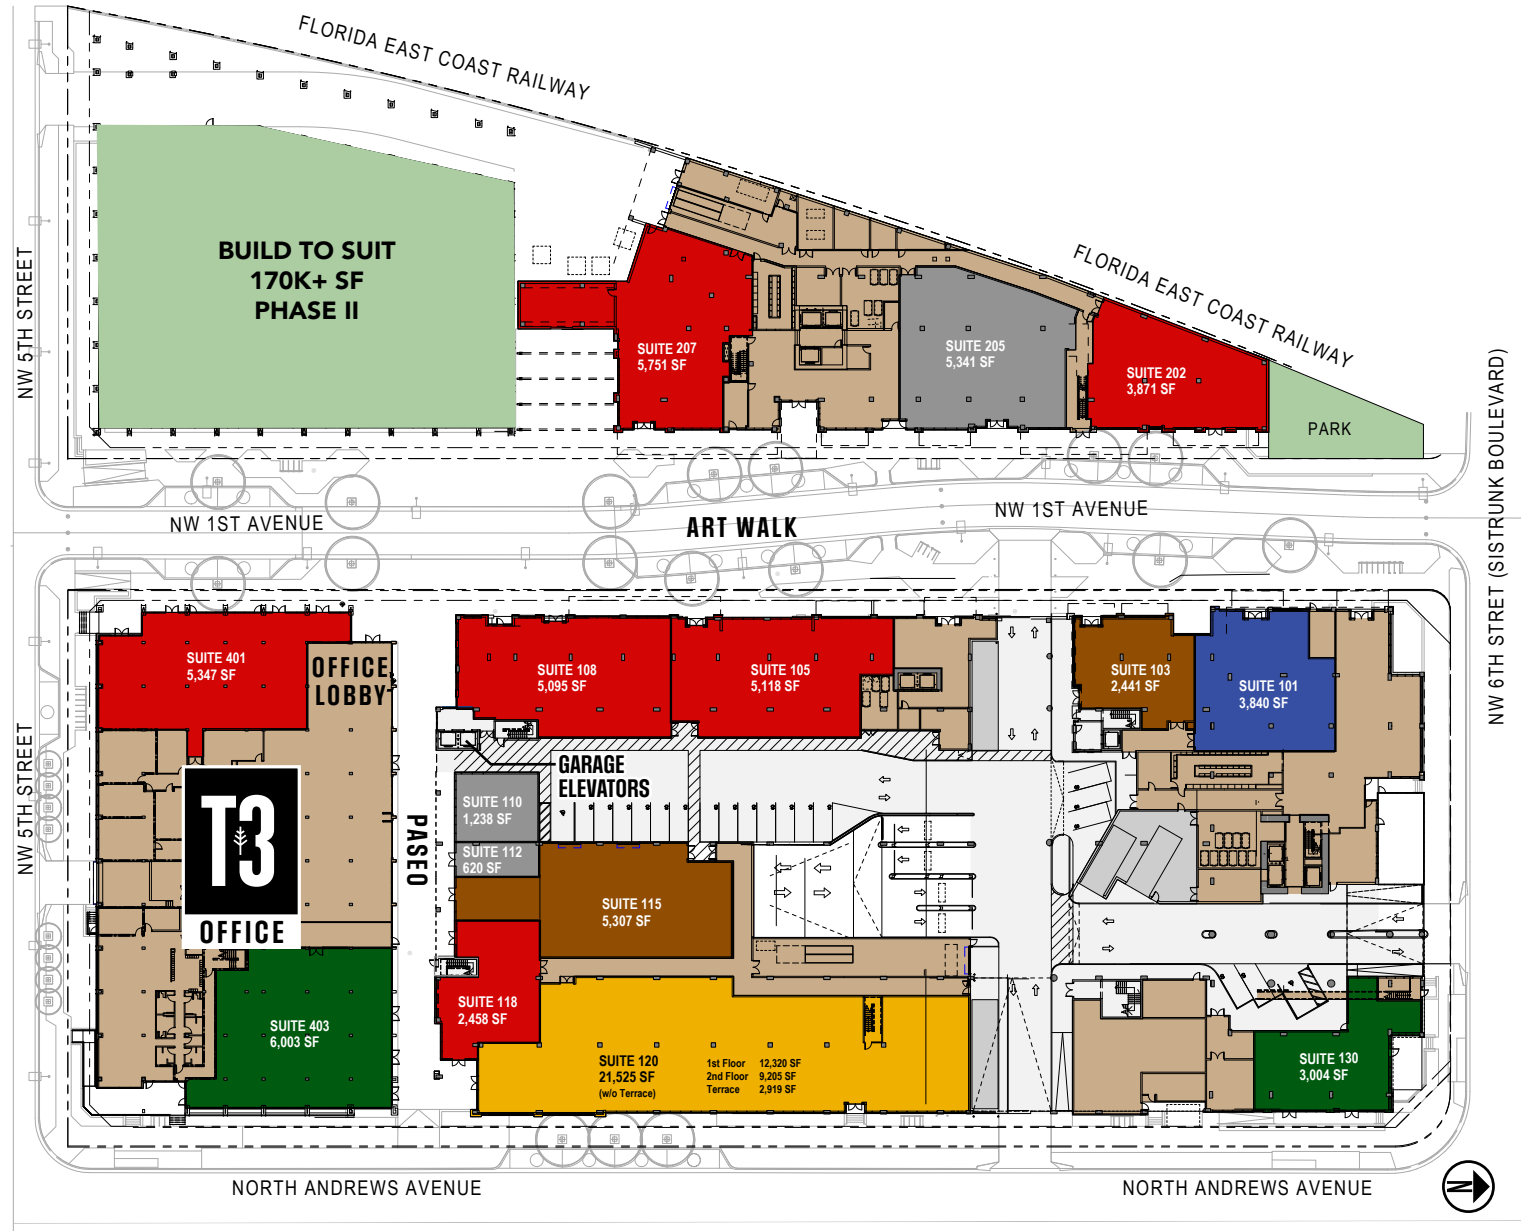 FLORIDA EAST COAST RAILWAY
BUILD TO SUIT
170K+ SF
PHASE II
FLORIDA EAST COAST RAILWAY
NW 5TH STREET
SUITE 207
5,751 SF
SUITE 205
5,341 SF
SUITE 202
3,871 SF
PARK
NW 6TH STRET (SISTRUNK BOULEVARD)
NW 1ST AVENUE
ART WALK
NW 1ST AVENUE
SUITE 401
5,347 SF
OFFICE
LOBBY
SUITE 108
5,095 SF
SUITE 105
5,118 SF
SUITE 103
2,441 SF
SUITE 101
3,840 SF
NW 5TH STREET
GARAGE
ELEVATORS
T3
OFFICE
PASEO
SUITE 110
1,238 SF
SUITE 112
620 SF
SUITE 115
5,307 SF
SUITE 118
2,458 SF
SUITE 403
6,003 SF
SUITE 120
21,525 SF
(w/o Terrace)
1st Floor 12,320 SF
2nd Floor 9,205 SF
Terrace 2,919 SF
SUITE 130
3,004 SF
NORTH ANDREWS AVENUE
NORTH ANDREWS AVENUE
N